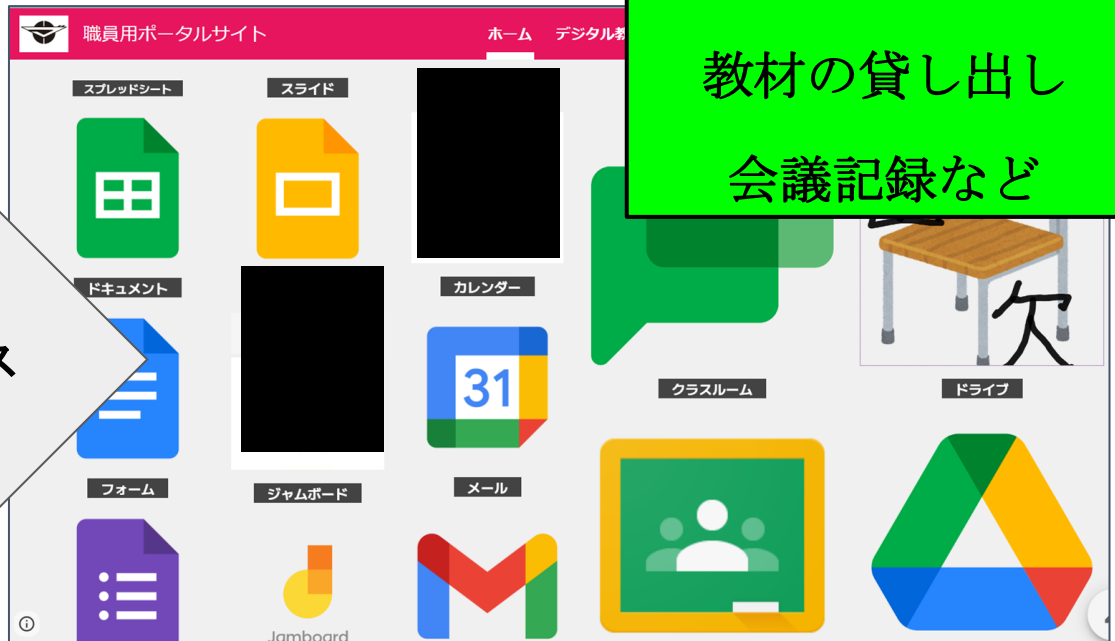 職員用ポータルサイト
ホーム
デジタル教
教材の貸し出し
会議記録など
スプレッドシート
スライド
ドキュメント
カレンダー
31
ス
欠
クラスルーム
ドライブ
フォーム
ジャムボード
メール
Jamboard